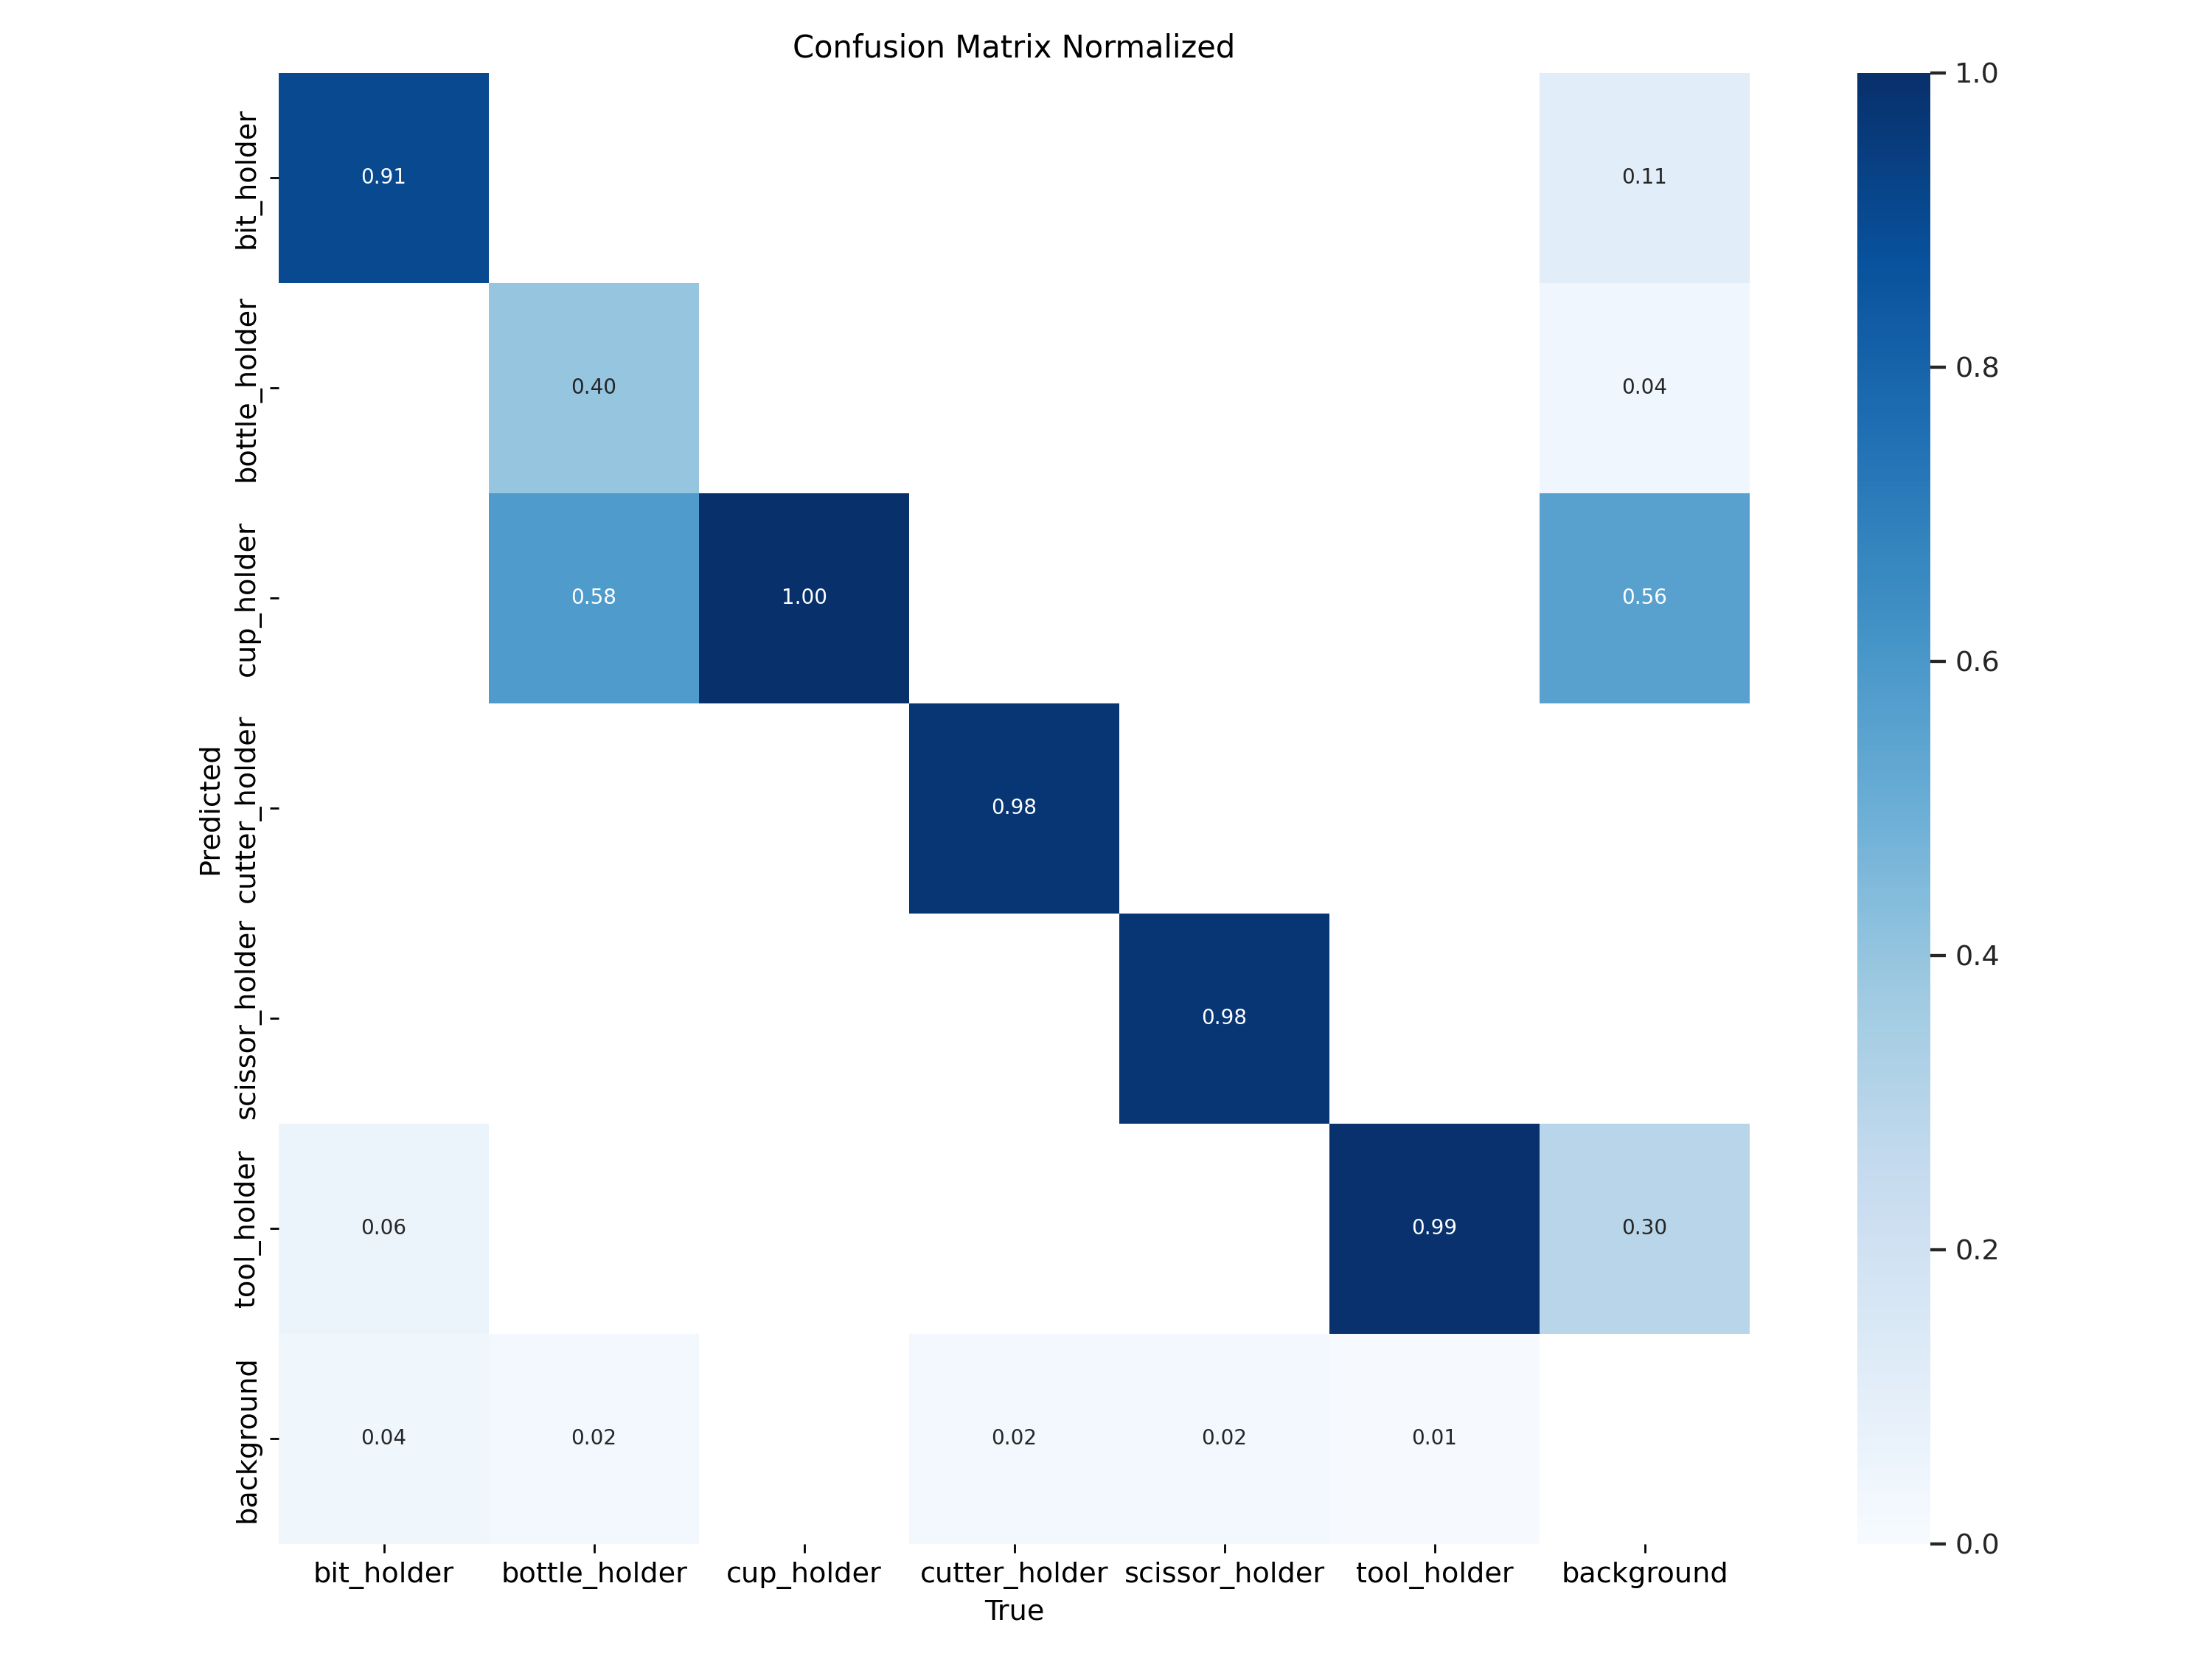 Confusion Matrix Normalized
Predicted
bit_holder
0.91
0.11
bottle_holder
0.40
0.04
cup_holder
0.58
1.00
0.56
cutter_holder
0.98
scissor_holder
0.98
tool_holder
0.06
0.99
0.30
background
0.04
0.02
0.02
0.02
0.01
bit_holder
bottle_holder
cup_holder
cutter_holder
scissor_holder
tool_holder
background
True
1.0
0.8
0.6
0.4
0.2
0.0